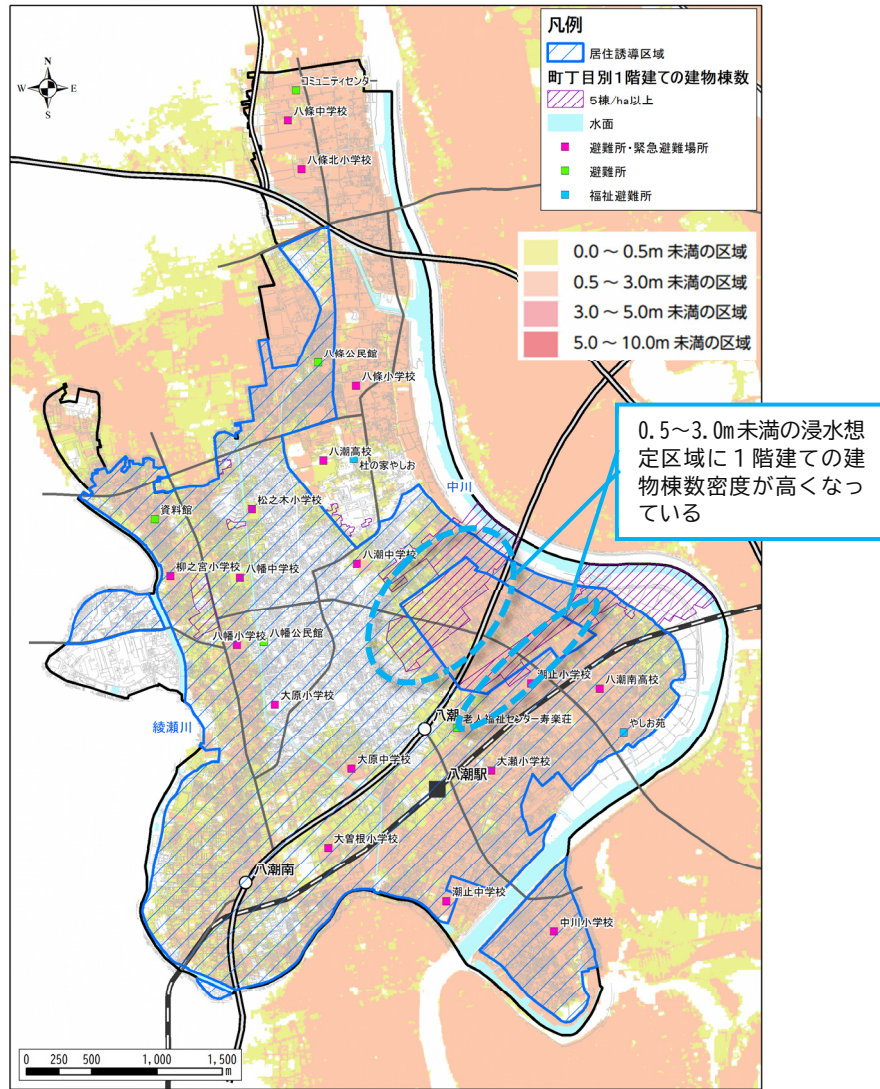 凡例
居住誘導区域
町丁目別1階建ての建物棟数
5棟/ha以上
水面
避難所・緊急避難場所
避難所
福祉避難所
0.0 ～ 0.5m 未満の区域
0.5 ～ 3.0m 未満の区域
3.0 ～ 5.0m 未満の区域
5.0 ～ 10.0m 未満の区域
N
W E
S
コミュニティセンター
八條中学校
八條北小学校
八條公民館
八條小学校
八潮高校
杜の家やしお
中川
0.5～3.0m未満の浸水想
定区域に１階建ての建
物棟数密度が高くなっ
ている
松之木小学校
資料館
八潮中学校
柳之宮小学校
八幡中学校
八幡小学校
八幡公民館
潮止小学校
八潮南高校
大原小学校
綾瀬川
八潮
老人福祉センター寿楽荘
やしお苑
大原中学校
大瀬小学校
八潮駅
大曽根小学校
八潮南
潮止中学校
中川小学校
0 250 500 1,000 1,500
m